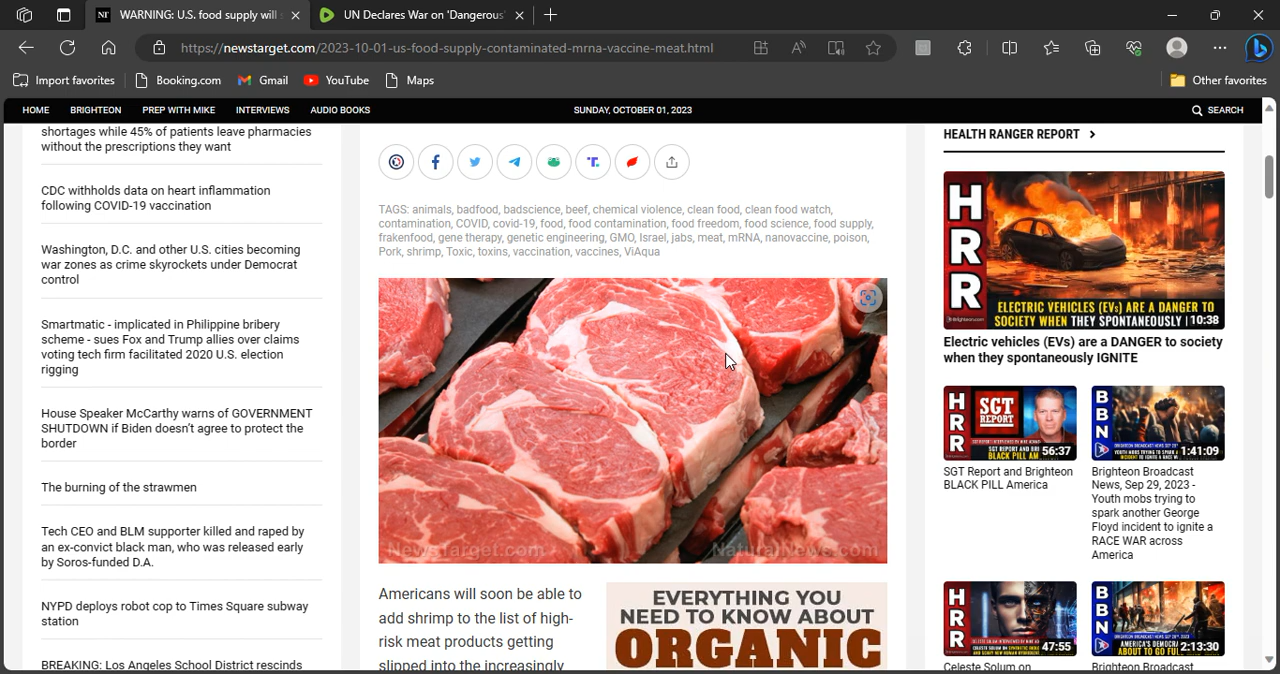 WARNING: U.S. food supply will
UN Declares War on 'Dangerous'
https://newstarget.com/2023-10-01-us-food-supply-contaminated-mrna-vaccine-meat.html
Import favorites
Booking.com
Gmail
YouTube
Maps
Other favorites
HOME
BRIGHTEON
PREP WITH MIKE
INTERVIEWS
AUDIO BOOKS
SUNDAY, OCTOBER 01, 2023
SEARCH
shortages while 45% of patients leave pharmacies
without the prescriptions they want
CDC withholds data on heart inflammation
following COVID-19 vaccination
Washington, D.C. and other U.S. cities becoming
war zones as crime skyrockets under Democrat
control
Smartmatic - implicated in Philippine bribery
scheme - sues Fox and Trump allies over claims
voting tech firm facilitated 2020 U.S. election
rigging
House Speaker McCarthy warns of GOVERNMENT
SHUTDOWN if Biden doesn't agree to protect the
border
The burning of the strawmen
Tech CEO and BLM supporter killed and raped by
an ex-convict black man, who was released early
by Soros-funded D.A.
NYPD deploys robot cop to Times Square subway
station
BREAKING: Los Angeles School District rescinds
TAGS: animals, badfood, badscience, beef, chemical violence, clean food, clean food watch,
contamination, COVID, covid-19, food, food contamination, food freedom, food science, food supply,
frakenfood, gene therapy, genetic engineering, GMO, Israel, jabs, meat, mRNA, nanovaccine, poison,
Pork, shrimp, Toxic, toxins, vaccination, vaccines, ViAqua
NewsTarget.com
NaturalNews.com
Americans will soon be able to
add shrimp to the list of high-
risk meat products getting
slipped into the increasingly
EVERYTHING YOU
NEED TO KNOW ABOUT
ORGANIC
HEALTH RANGER REPORT
HRR
ELECTRIC VEHICLES (EVs) ARE A DANGER TO
SOCIETY WHEN THEY SPONTANEOUSLY
10:38
Electric vehicles (EVs) are a DANGER to society
when they spontaneously IGNITE
HRR
SGT
REPORT
BLACK PILL AM
56:37
SGT Report and Brighteon
BLACK PILL America
BBN
1:41:09
Brighteon Broadcast
News, Sep 29, 2023 -
Youth mobs trying to
spark another George
Floyd incident to ignite a
RACE WAR across
America
HRR
47:55
Celeste Solum on
BBN
AMERICA'S
ABOUT TO GO
2:13:30
Brighteon Broadcast